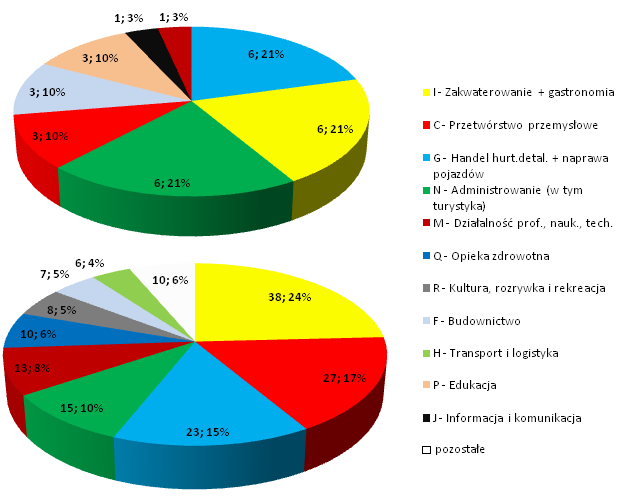 1; 3%
1; 3%
6; 21%
3; 10%
3; 10%
3; 10%
6; 21%
6; 21%
I - Zakwaterowanie + gastronomia
C - Przetwórstwo przemysłowe
G - Handel hurt.detal. + naprawa
pojazdów
N - Administrowanie (w tym
turystyka)
M - Działalność prof., nauk., tech.
Q - Opieka zdrowotna
R - Kultura, rozrywka i rekreacja
F - Budownictwo
H - Transport i logistyka
P - Edukacja
J - Informacja i komunikacja
pozostałe
6; 4%
7; 5%
10; 6%
8; 5%
38; 24%
10; 6%
13; 8%
27; 17%
15; 10%
23; 15%